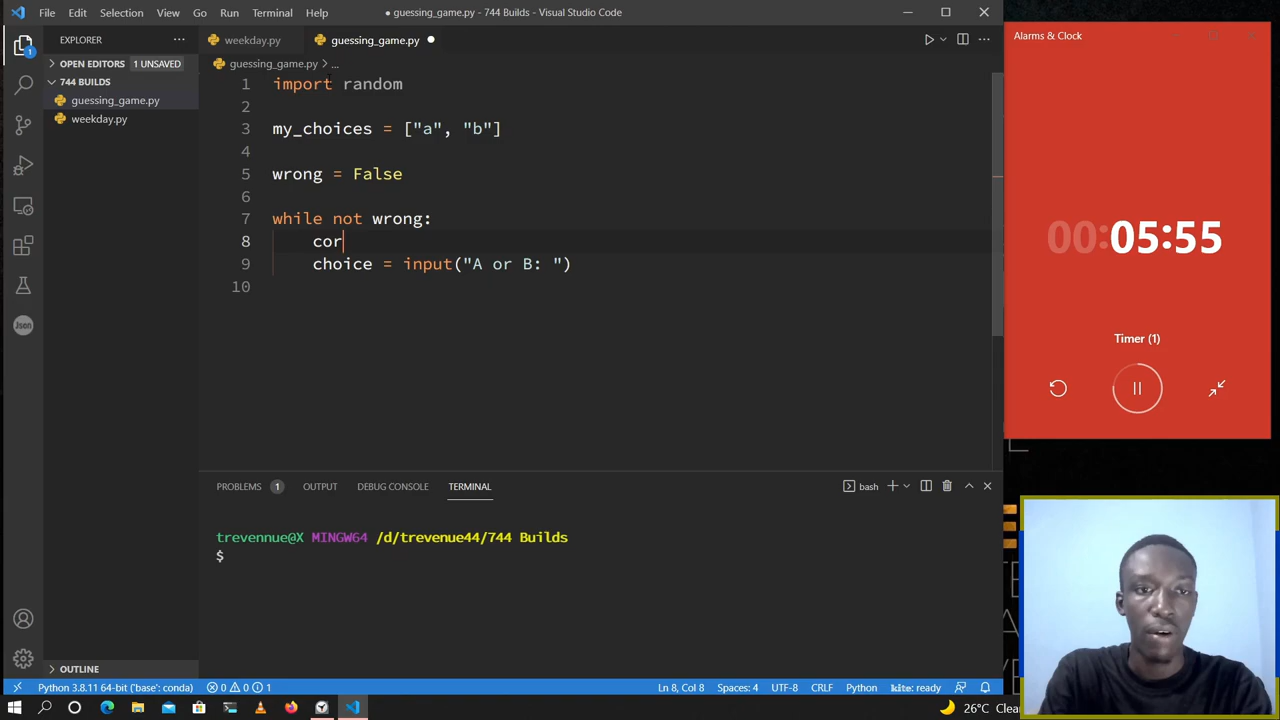 File Edit Selection View Go Run Terminal Help
guessing_game.py - 744 Builds - Visual Studio Code
Alarms & Clock
EXPLORER
weekday.py
guessing_game.py
guessing_game.py > ...
OPEN EDITORS 1 UNSAVED
744 BUILDS
guessing_game.py
weekday.py
OUTLINE
1
1 import random
2
3 my_choices = ["a", "b"]
4
5 wrong = False
6
7 while not wrong:
8 cor
9 choice = input("A or B: ")
10
00:05:55
Timer (1)
Json
PROBLEMS 1 OUTPUT DEBUG CONSOLE TERMINAL
bash
trevennue@X MINGW64 /d/trevenue44/744 Builds
$
Python 3.8.11 64-bit ('base': conda) 0 0 1
Ln 8, Col 8 Spaces: 4 UTF-8 CRLF Python kite: ready
26°C Clear